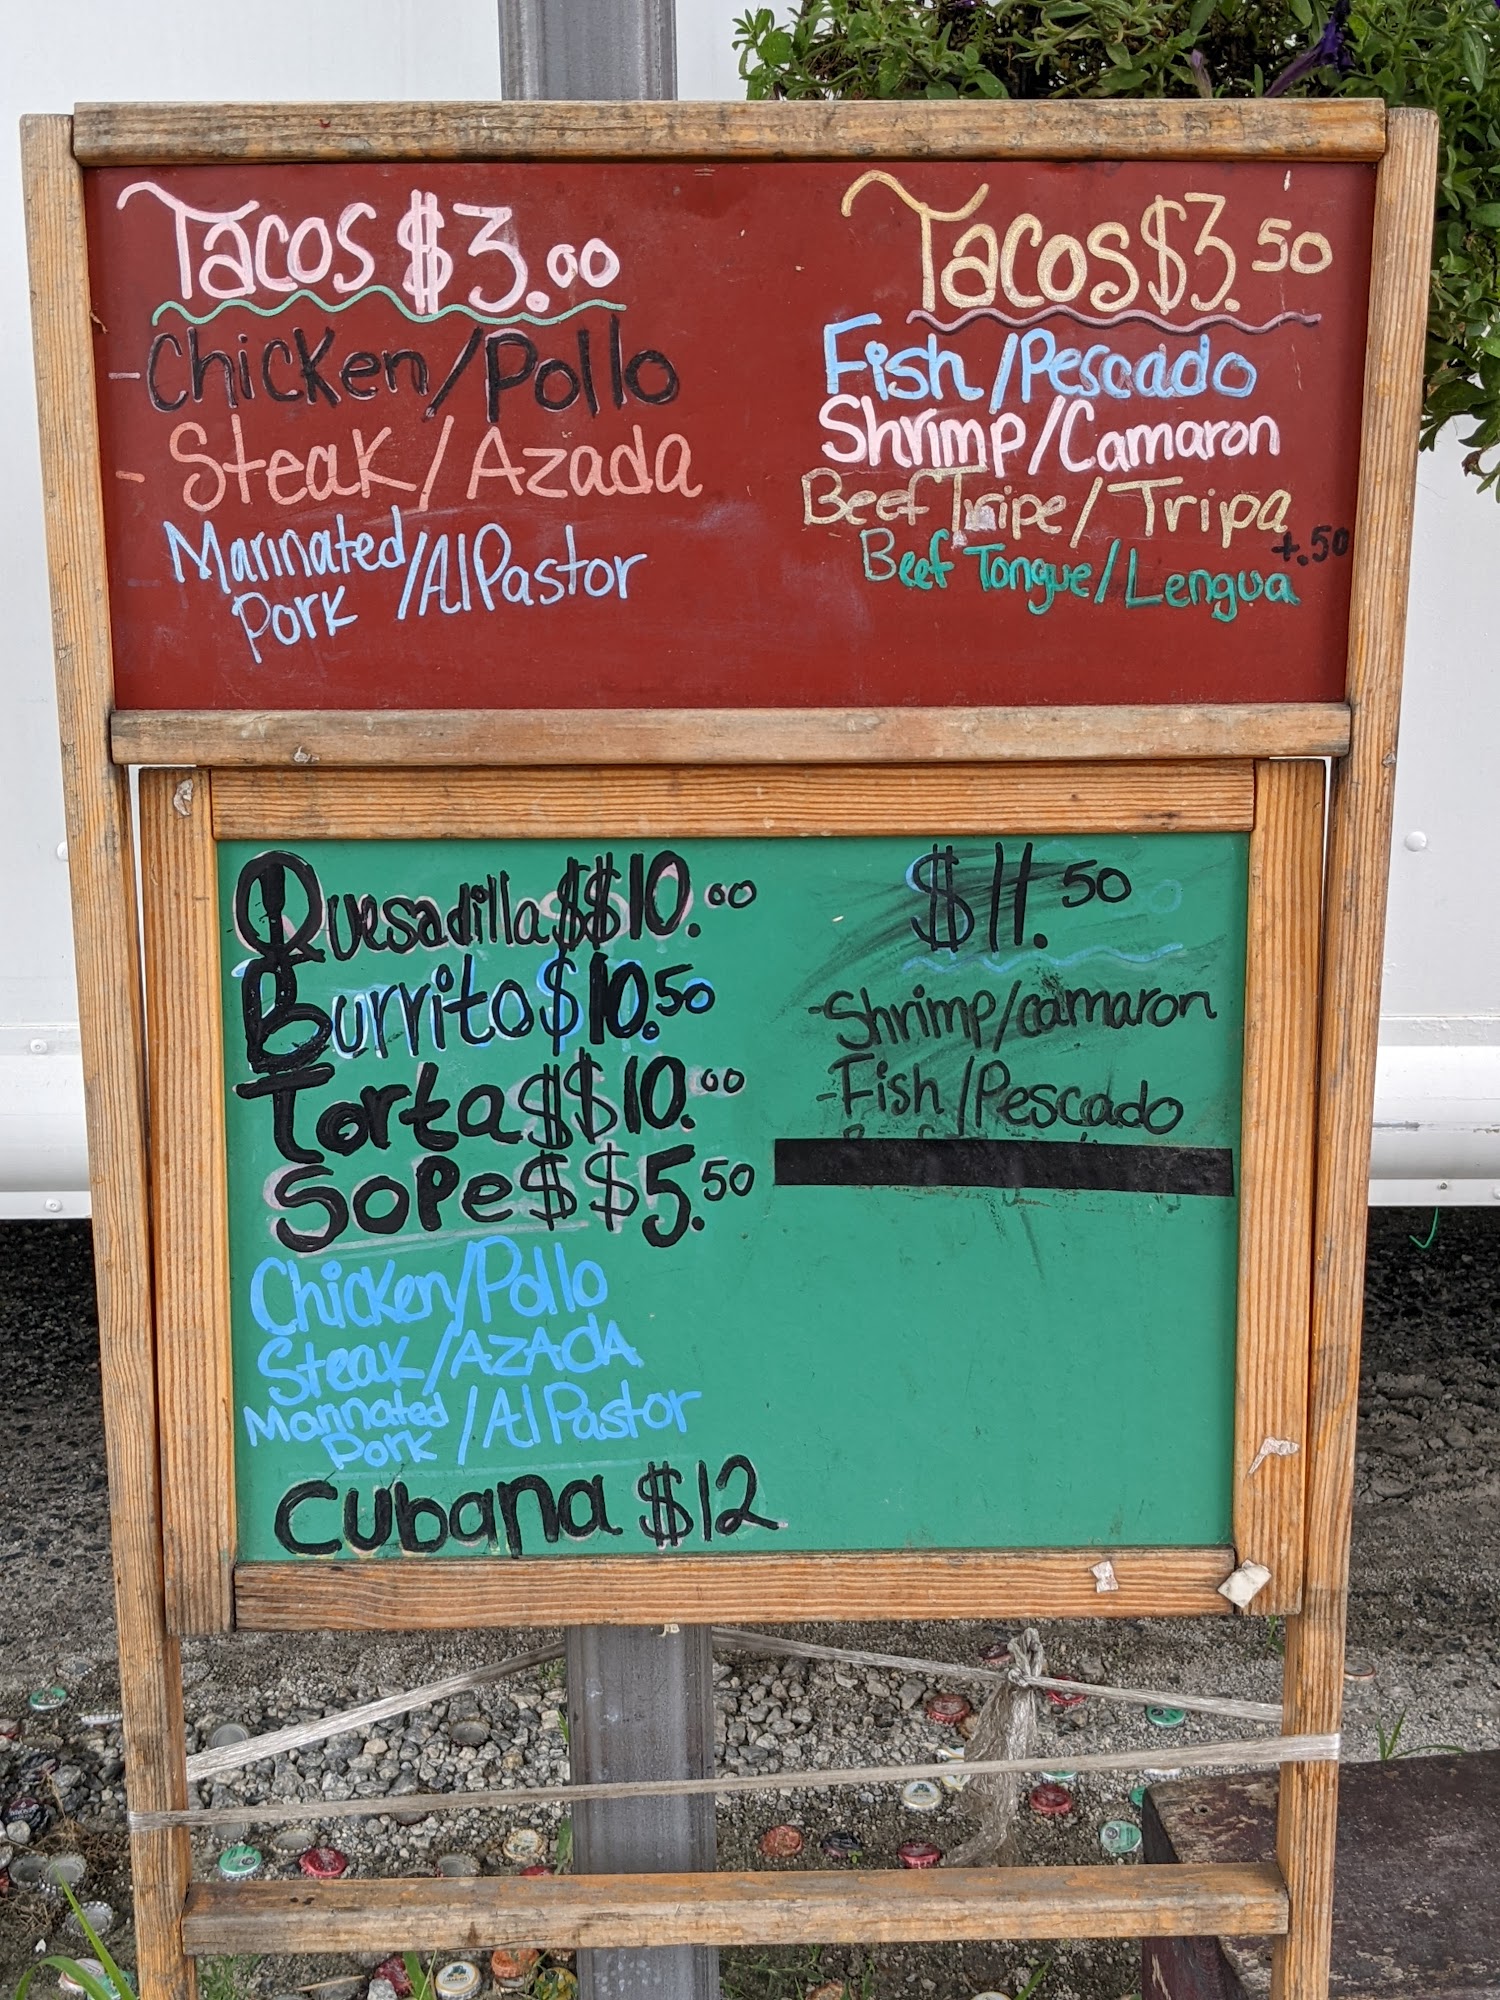 Tacos $3.00
- Chicken/Pollo
- Steak/Azada
Marinated
Pork /Al Pastor
Tacos $3.50
Fish/Pescado
Shrimp/Camaron
Beef Tripe/Tripa
+.50
Beef Tongue/Lengua
Quesadilla $$10.00
Burrito $10.50
Torta $$10.00
Sope $$5.50
Chicken/Pollo
Steak/AZAdA
Marinated
Pork /Al Pastor
Cubana $12
$11.50
-Shrimp/camaron
-Fish/Pescado